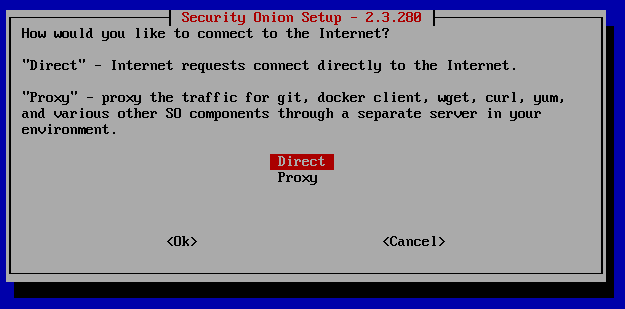 Security Onion Setup - 2.3.280
How would you like to connect to the Internet?
"Direct" - Internet requests connect directly to the Internet.
"Proxy" - proxy the traffic for git, docker client, wget, curl, yum,
and various other SO components through a separate server in your
environment.
Direct
Proxy
<Ok> <Cancel>